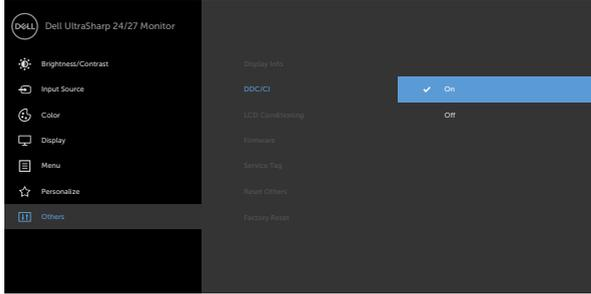 DELL
Dell UltraSharp 24/27 Monitor
Brightness/Contrast
Display Info
Input Source
DDC/CI
On
Color
LCD Conditioning
Off
Display
Firmware
Menu
Service Tag
Personalize
Reset Others
Others
Factory Reset